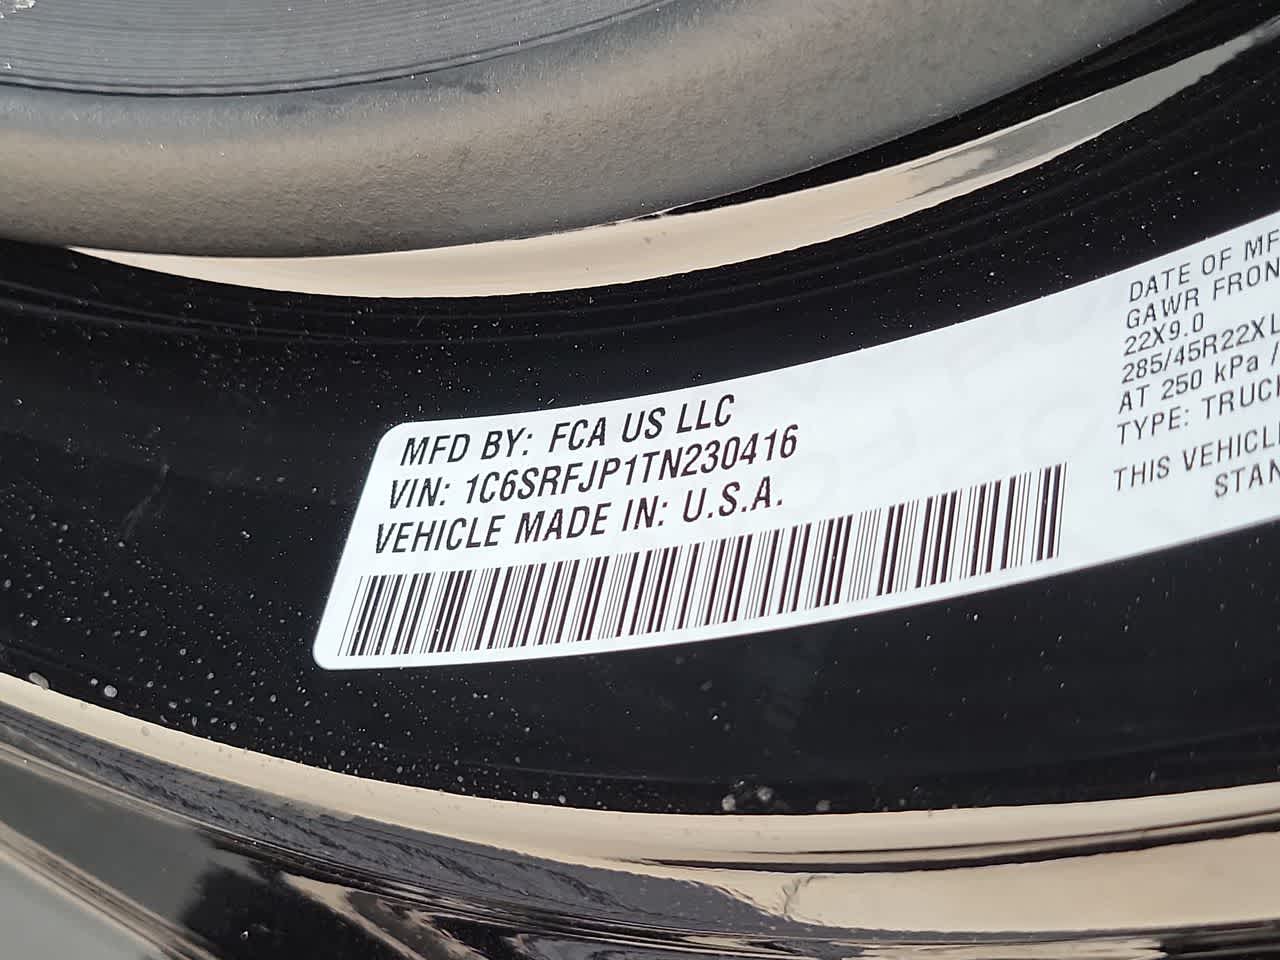 MFD BY: FCA US LLC
VIN: 1C6SRFJP1TN230416
VEHICLE MADE IN: U.S.A.
DATE OF MF
GAWR FRON
22X9.0
285/45R22XL
AT 250 kPa /
TYPE: TRUCK
THIS VEHICL
STAN